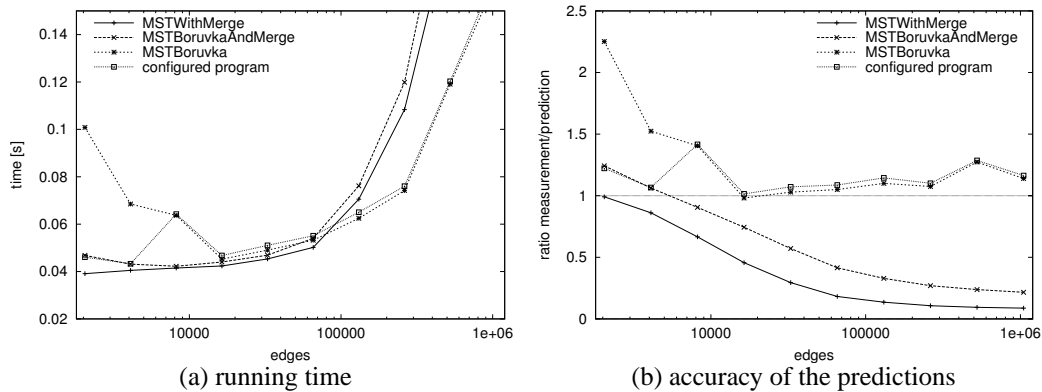 0.14
0.12
0.1
0.08
0.06
0.04
0.02
time [s]
MSTWithMerge
MSTBoruvkaAndMerge
MSTBoruvka
configured program
10000
100000
1e+06
edges
(a) running time
2.5
2
1.5
1
0.5
0
ratio measurement/prediction
MSTWithMerge
MSTBoruvkaAndMerge
MSTBoruvka
configured program
10000
100000
1e+06
edges
(b) accuracy of the predictions